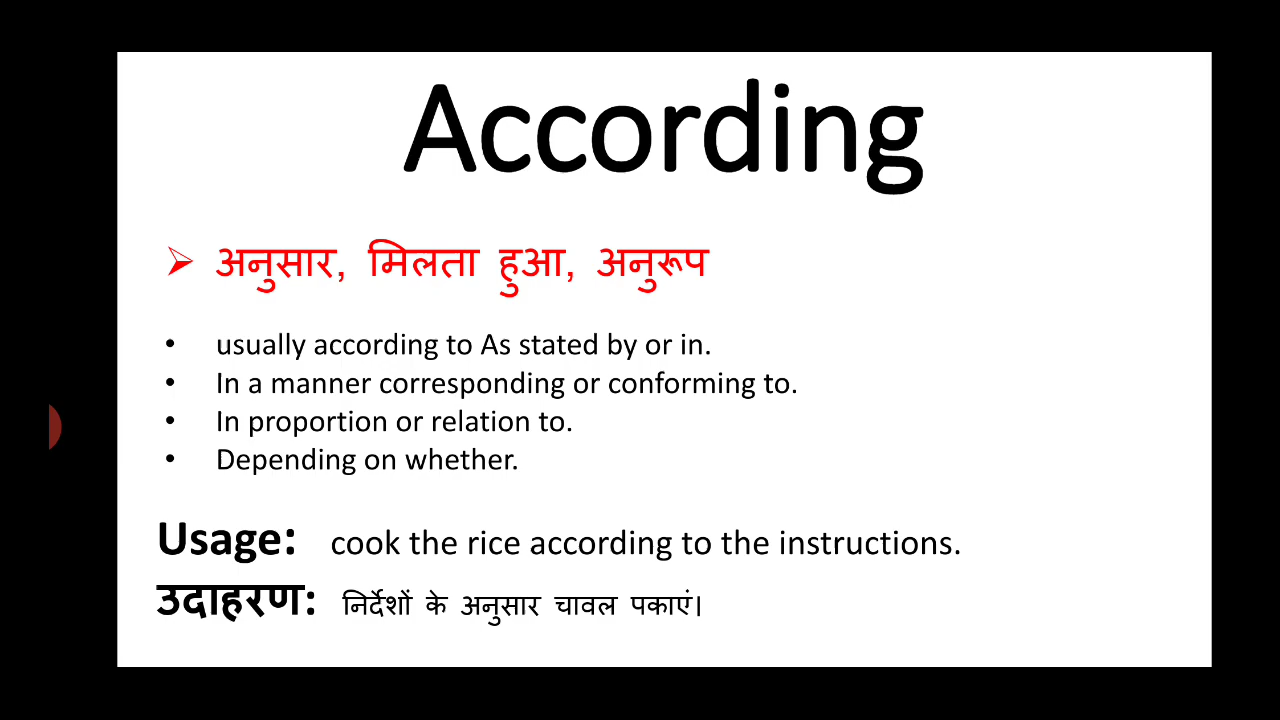 According
➢ अनुसार, मिलता हुआ, अनुरूप
• usually according to As stated by or in.
• In a manner corresponding or conforming to.
• In proportion or relation to.
• Depending on whether.
Usage: cook the rice according to the instructions.
उदाहरण: निर्देशों के अनुसार चावल पकाएं।